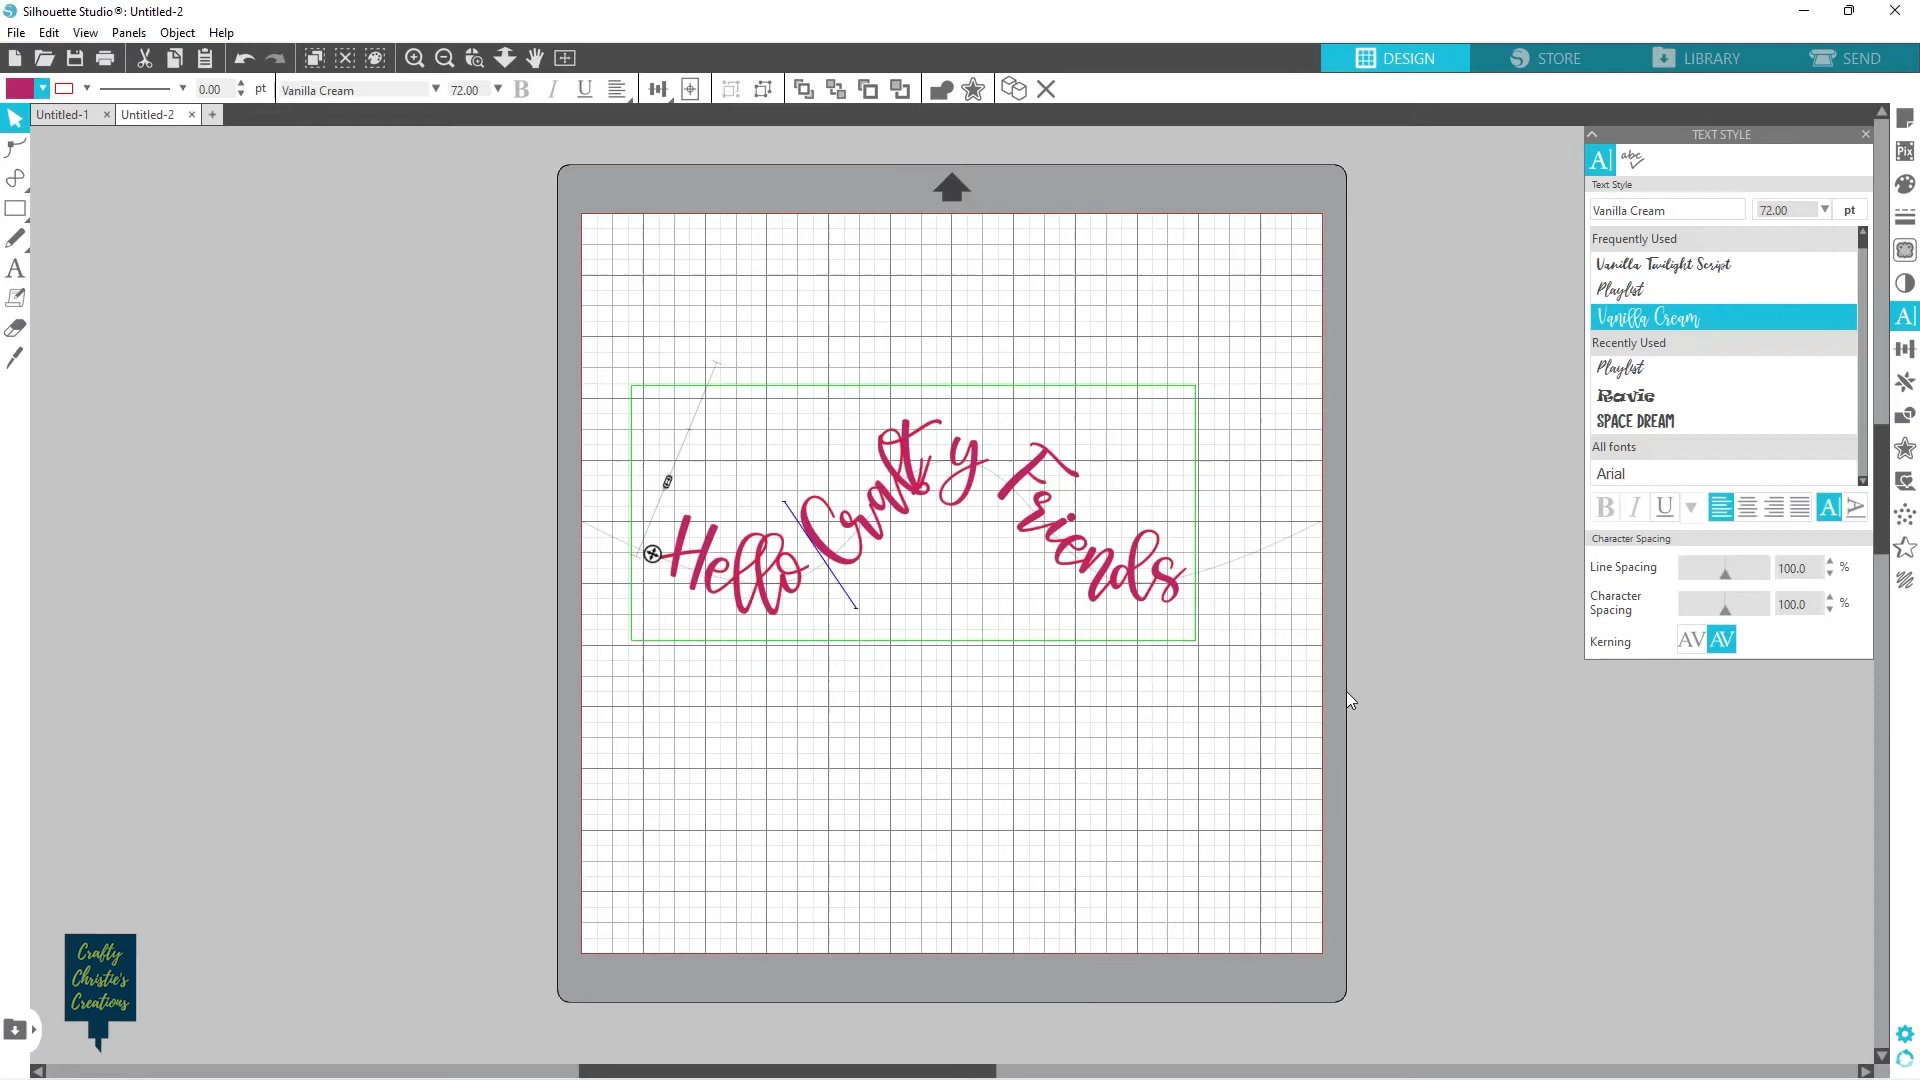 Silhouette Studio®: Untitled-2
File Edit View Panels Object Help
DESIGN STORE LIBRARY SEND
0.00 pt Vanilla Cream 72.00 B I U
Untitled-1 × Untitled-2 × +
TEXT STYLE
A abc
Text Style
Vanilla Cream 72.00 pt
Frequently Used
Vanilla Twilight Script
Playlist
Vanilla Cream
Recently Used
Playlist
Ravie
SPACE DREAM
All fonts
Arial
B I U A A
Character Spacing
Line Spacing 100.0 %
Character Spacing 100.0 %
Kerning AV AV
Pix
A
A
Hello Crafty Friends
Crafty
Christie's
Creations